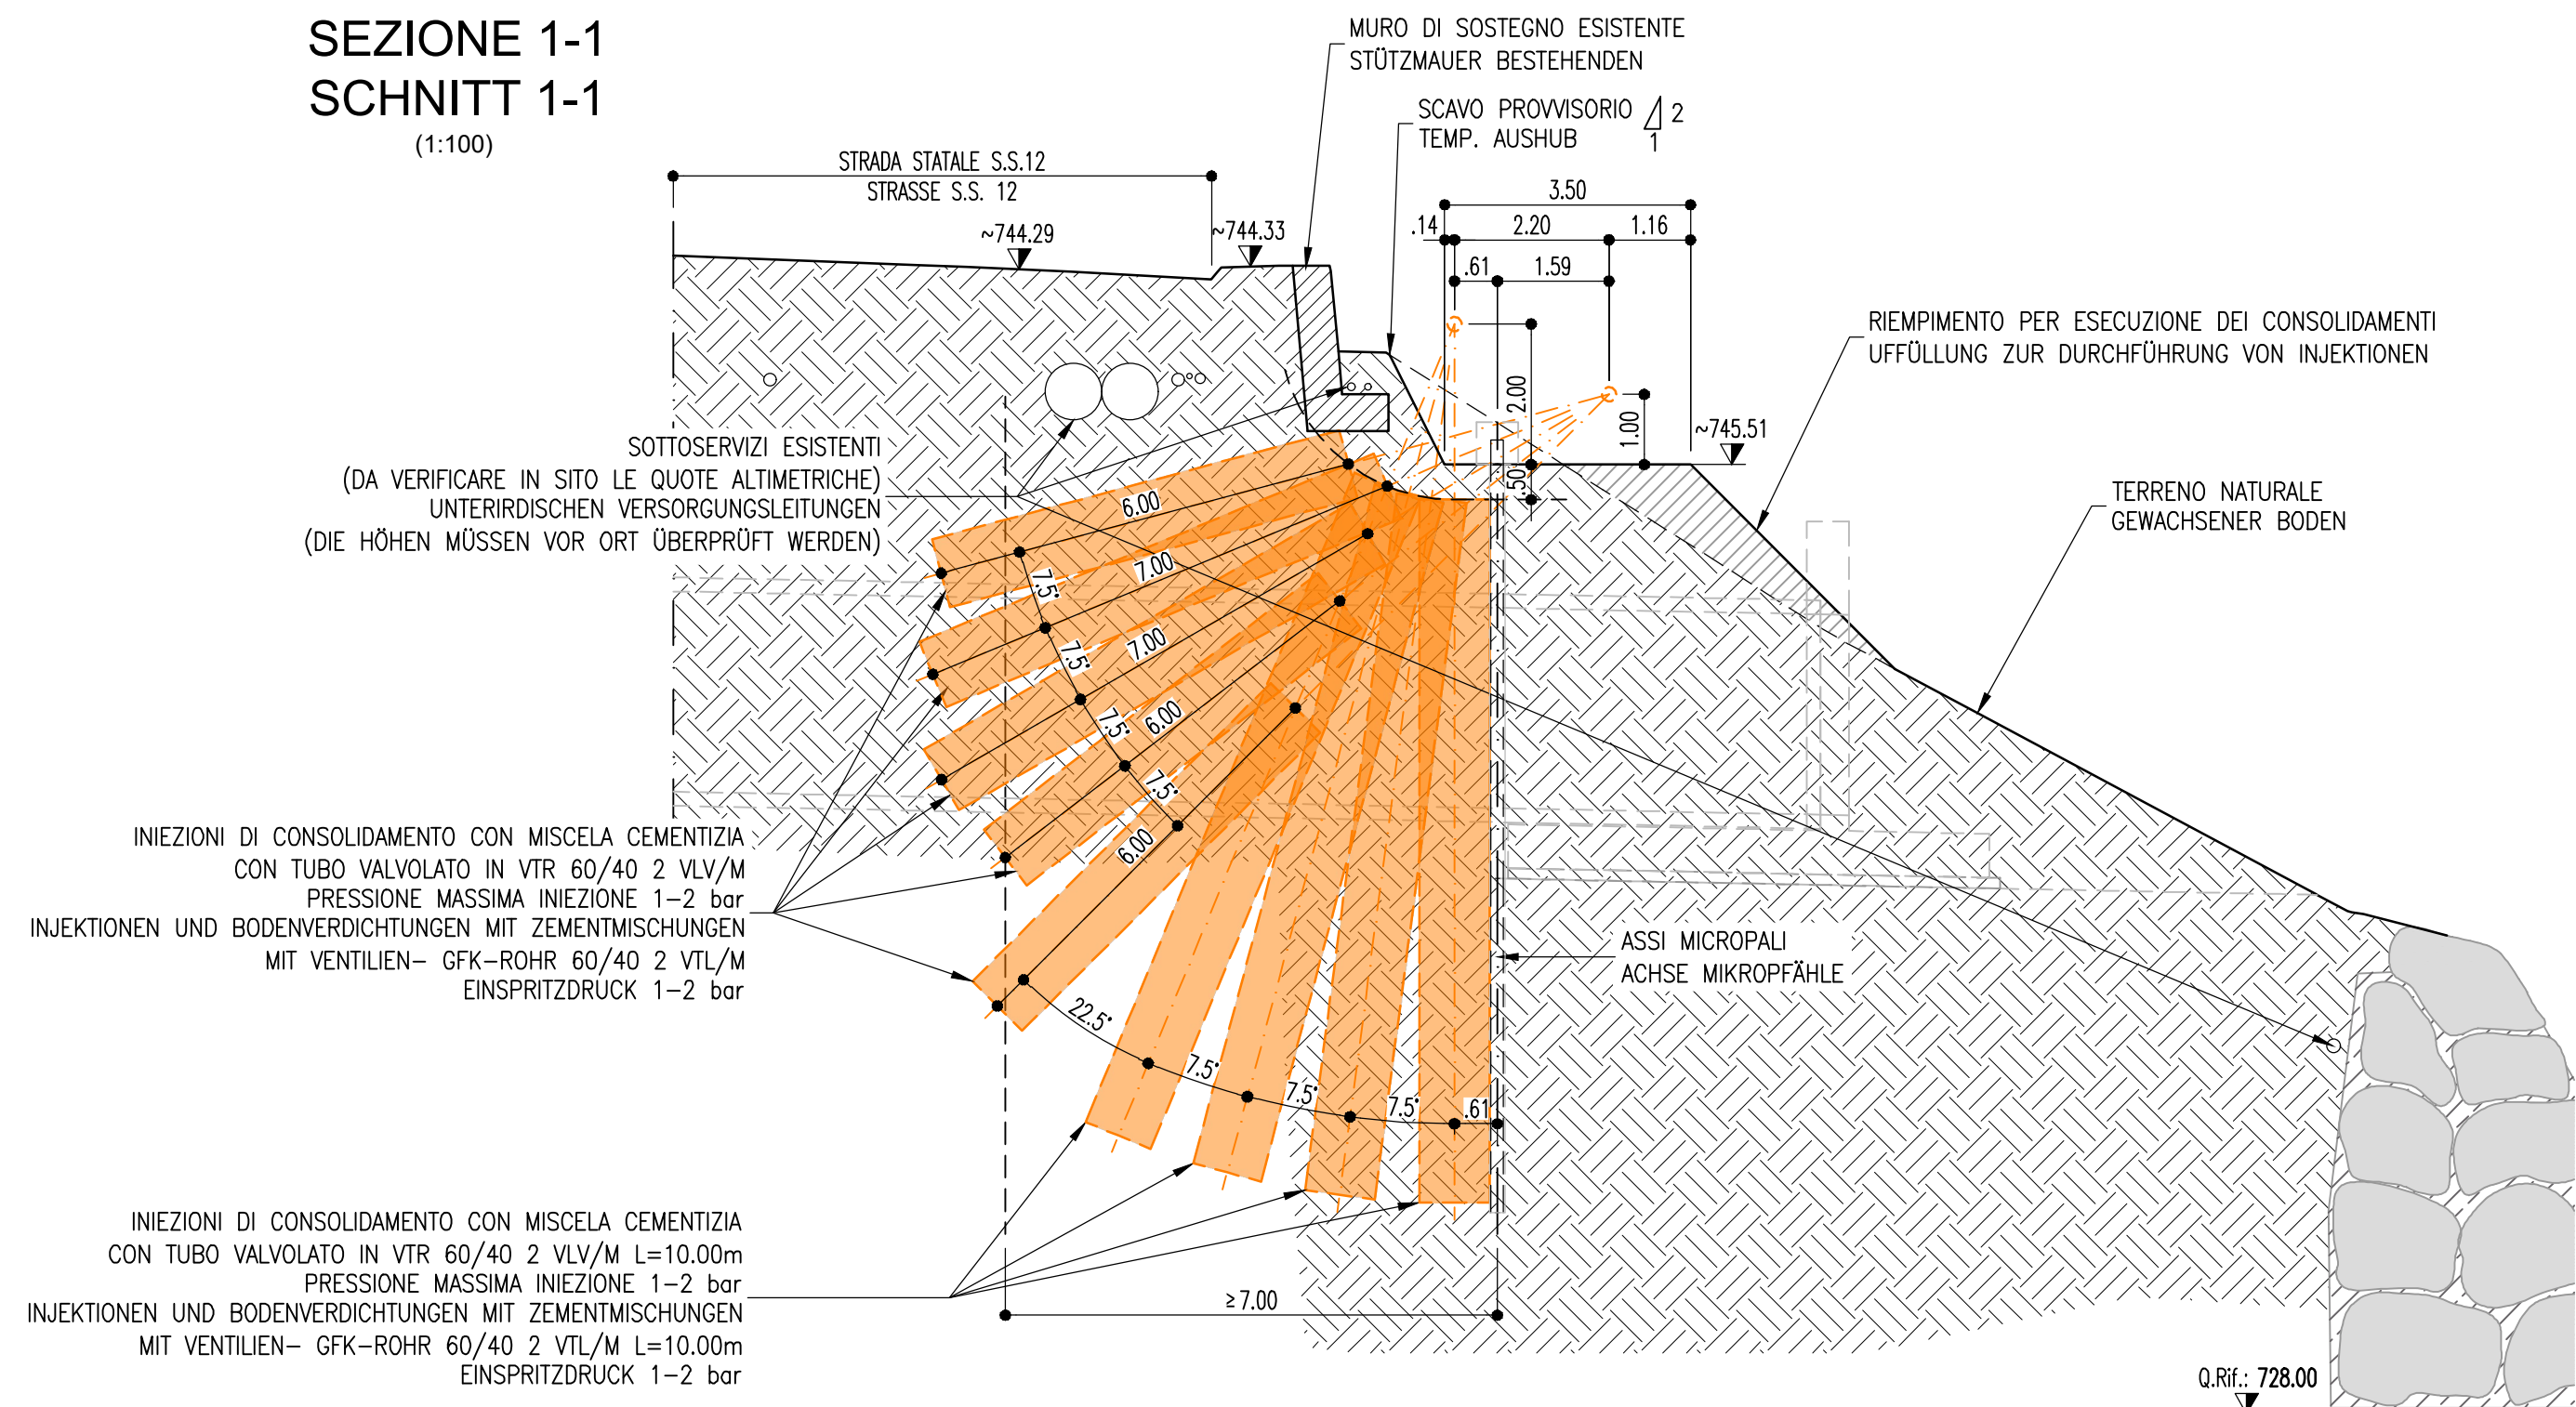 SEZIONE 1-1
SCHNITT 1-1
(1:100)
MURO DI SOSTEGNO ESISTENTE
STÜTZMAUER BESTEHENDEN
SCAVO PROVVISORIO 2
TEMP. AUSHUB 1
STRADA STATALE S.S.12
STRASSE S.S. 12
~744.29
~744.33
3.50
.14
2.20
1.16
.61
1.59
2.00
1.00
.50
~745.51
RIEMPIMENTO PER ESECUZIONE DEI CONSOLIDAMENTI
UFFÜLLUNG ZUR DURCHFÜHRUNG VON INJEKTIONEN
TERRENO NATURALE
GEWACHSENER BODEN
SOTTOSERVIZI ESISTENTI
(DA VERIFICARE IN SITO LE QUOTE ALTIMETRICHE)
UNTERIRDISCHEN VERSORGUNGSLEITUNGEN
(DIE HÖHEN MÜSSEN VOR ORT ÜBERPRÜFT WERDEN)
6.00
7.00
7.00
6.00
6.00
7.5°
7.5°
7.5°
7.5°
22.5°
7.5°
7.5°
7.5°
.61
INIEZIONI DI CONSOLIDAMENTO CON MISCELA CEMENTIZIA
CON TUBO VALVOLATO IN VTR 60/40 2 VLV/M
PRESSIONE MASSIMA INIEZIONE 1-2 bar
INJEKTIONEN UND BODENVERDICHTUNGEN MIT ZEMENTMISCHUNGEN
MIT VENTILIEN- GFK-ROHR 60/40 2 VTL/M
EINSPRITZDRUCK 1-2 bar
ASSI MICROPALI
ACHSE MIKROPFÄHLE
INIEZIONI DI CONSOLIDAMENTO CON MISCELA CEMENTIZIA
CON TUBO VALVOLATO IN VTR 60/40 2 VLV/M L=10.00m
PRESSIONE MASSIMA INIEZIONE 1-2 bar
INJEKTIONEN UND BODENVERDICHTUNGEN MIT ZEMENTMISCHUNGEN
MIT VENTILIEN- GFK-ROHR 60/40 2 VTL/M L=10.00m
EINSPRITZDRUCK 1-2 bar
≥7.00
Q.Rif.: 728.00